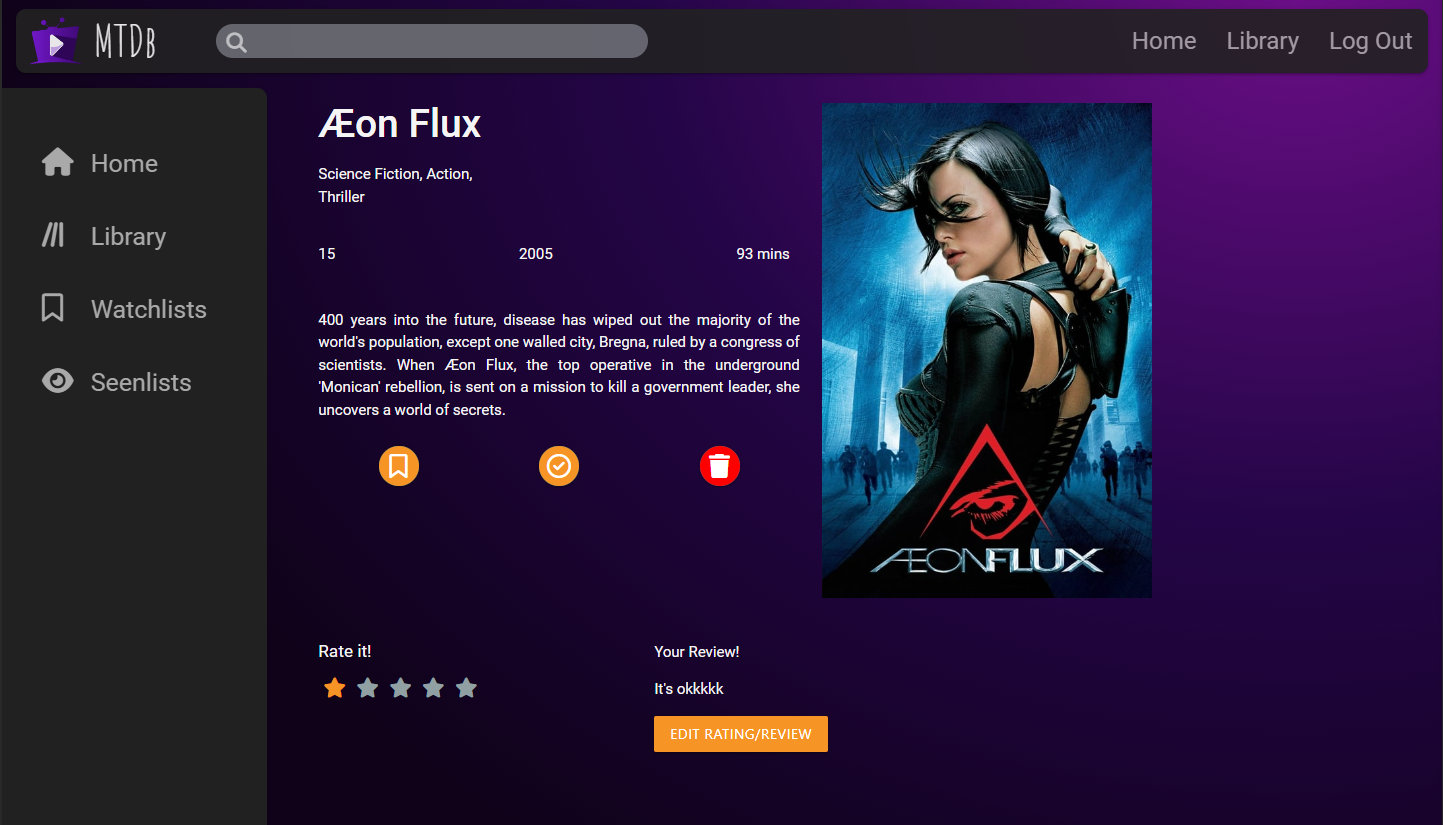 MTDb
Home
Library
Log Out
Home
Library
Watchlists
Seenlists
Æon Flux
Science Fiction, Action,
Thriller
15
2005
93 mins
400 years into the future, disease has wiped out the majority of the
world's population, except one walled city, Bregna, ruled by a congress of
scientists. When Æon Flux, the top operative in the underground
'Monican' rebellion, is sent on a mission to kill a government leader, she
uncovers a world of secrets.
ÆON FLUX
Rate it!
Your Review!
It's okkkkk
EDIT RATING/REVIEW